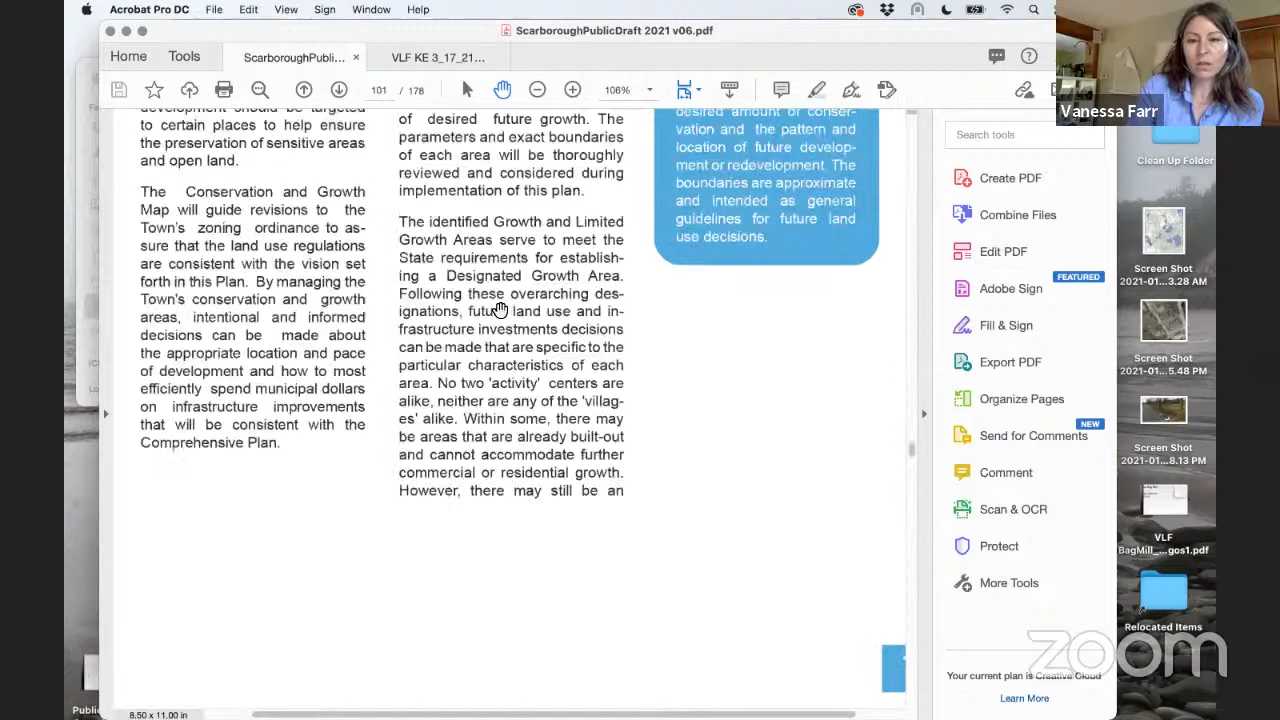 Acrobat Pro DC File Edit View Sign Window Help
ScarboroughPublicDraft 2021 v06.pdf
Home Tools ScarboroughPubli... × VLF KE 3_17_21...
101 / 178 106%
Vanessa Farr
development should be targeted
to certain places to help ensure
the preservation of sensitive areas
and open land.
The Conservation and Growth
Map will guide revisions to the
Town's zoning ordinance to as-
sure that the land use regulations
are consistent with the vision set
forth in this Plan. By managing the
Town's conservation and growth
areas, intentional and informed
decisions can be made about
the appropriate location and pace
of development and how to most
efficiently spend municipal dollars
on infrastructure improvements
that will be consistent with the
Comprehensive Plan.
of desired future growth. The
parameters and exact boundaries
of each area will be thoroughly
reviewed and considered during
implementation of this plan.
The identified Growth and Limited
Growth Areas serve to meet the
State requirements for establish-
ing a Designated Growth Area.
Following these overarching des-
ignations, future land use and in-
frastructure investments decisions
can be made that are specific to the
particular characteristics of each
area. No two 'activity' centers are
alike, neither are any of the 'villag-
es' alike. Within some, there may
be areas that are already built-out
and cannot accommodate further
commercial or residential growth.
However, there may still be an
desired amount of conser-
vation and the pattern and
location of future develop-
ment or redevelopment. The
boundaries are approximate
and intended as general
guidelines for future land
use decisions.
Search tools
Create PDF
Combine Files
Edit PDF
FEATURED
Adobe Sign
Fill & Sign
Export PDF
Organize Pages
NEW
Send for Comments
Comment
Scan & OCR
Protect
More Tools
Your current plan is Creative Cloud
Learn More
Clean Up Folder
Screen Shot
2021-01...3.28 AM
Screen Shot
2021-01...5.48 PM
Screen Shot
2021-01...8.13 PM
VLF
BagMill_...gos1.pdf
Relocated Items
zoom
Public
8.50 x 11.00 in